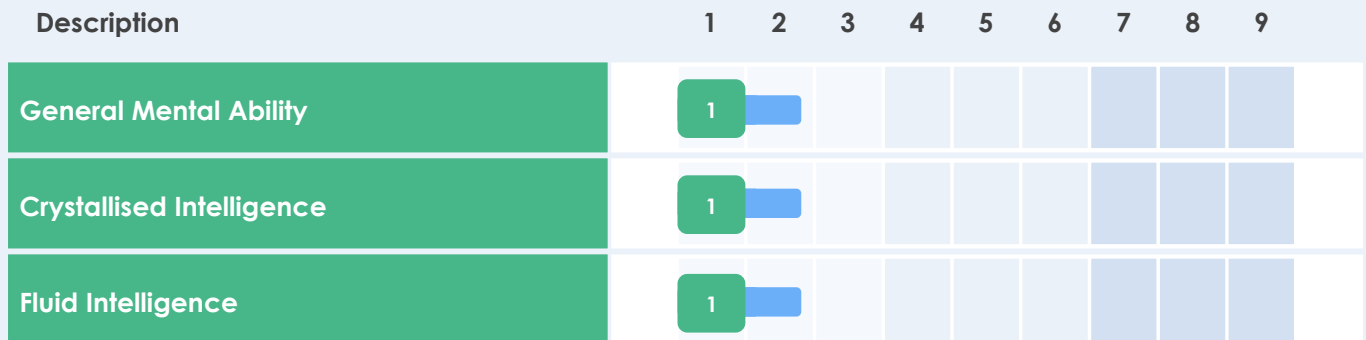 Description 1 2 3 4 5 6 7 8 9
General Mental Ability 1
Crystallised Intelligence 1
Fluid Intelligence 1